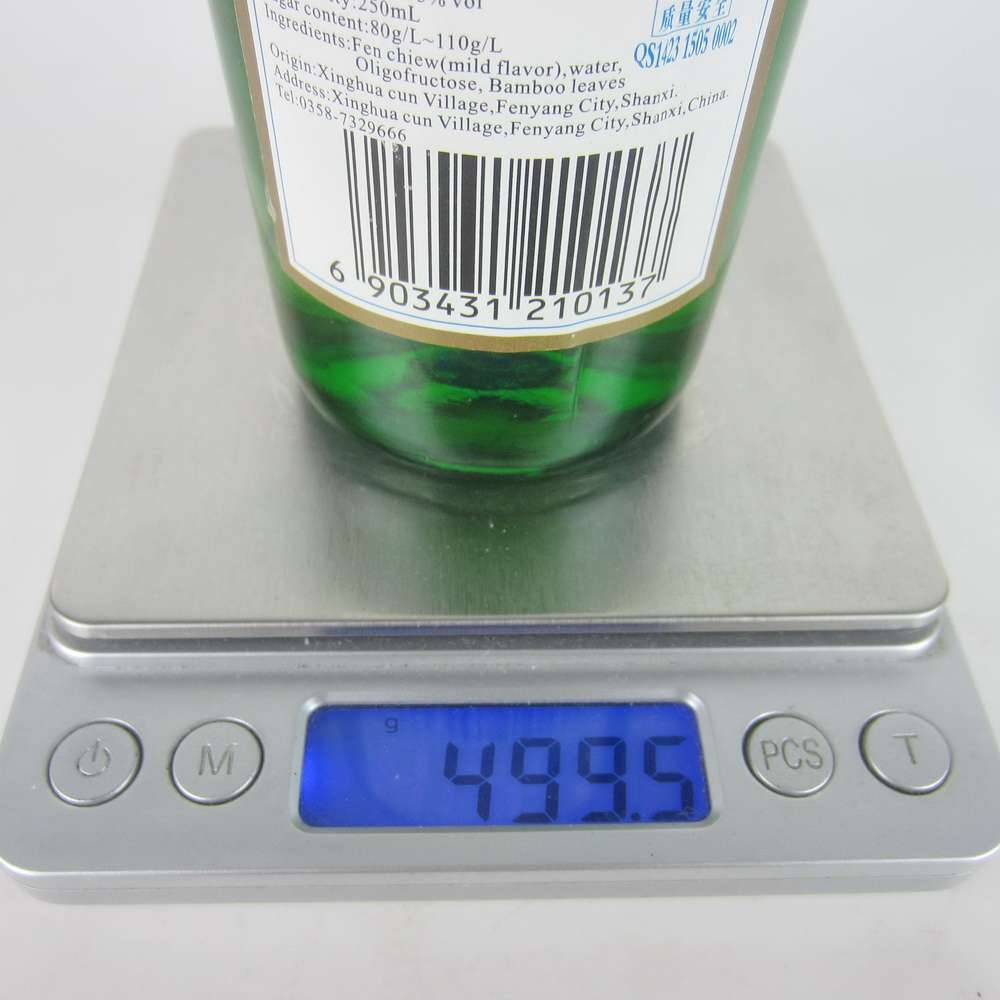 % vol
:250mL
sugar content:80g/L~110g/L
Ingredients:Fen chiew(mild flavor),water,
Oligofructose, Bamboo leaves
Origin:Xinghua cun Village,Fenyang City,Shanxi.
Address:Xinghua cun Village,Fenyang City,Shanxi,China.
Tel:0358-7329666
质量安全
QS1423 1505 0002
6 903431 210137
g
499.5
M
PCS
T